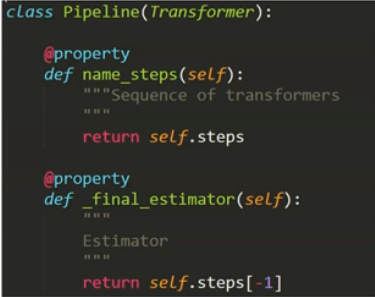 class Pipeline(Transformer):
@property
def name_steps(self):
"""Sequence of transformers
"""
return self.steps
@property
def _final_estimator(self):
"""
Estimator
"""
return self.steps[-1]